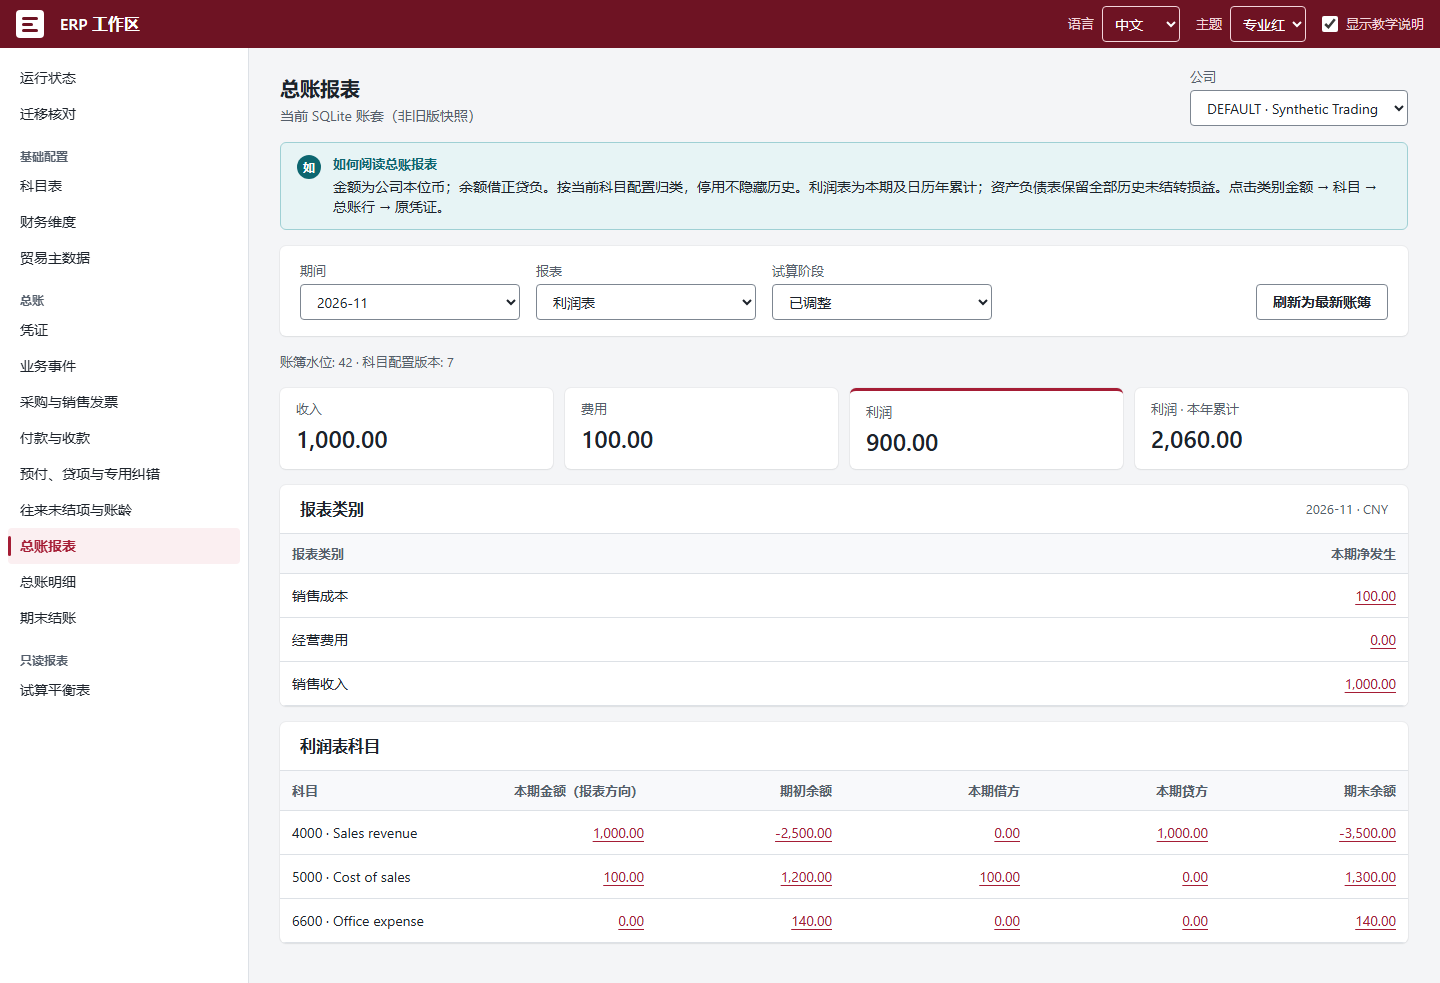 ERP 工作区
语言 中文 主题 专业红 显示教学说明
运行状态
迁移核对
基础配置
科目表
财务维度
贸易主数据
总账
凭证
业务事件
采购与销售发票
付款与收款
预付、贷项与专用纠错
往来未结项与账龄
总账报表
总账明细
期末结账
只读报表
试算平衡表
总账报表
当前 SQLite 账套（非旧版快照）
公司
DEFAULT · Synthetic Trading
如
如何阅读总账报表
金额为公司本位币；余额借正贷负。按当前科目配置归类，停用不隐藏历史。利润表为本期及日历年累计；资产负债表保留全部历史未结转损益。点击类别金额 → 科目 →
总账行 → 原凭证。
期间 报表 试算阶段
2026-11 利润表 已调整 刷新为最新账簿
账簿水位: 42 · 科目配置版本: 7
收入 费用 利润 利润 · 本年累计
1,000.00 100.00 900.00 2,060.00
报表类别 2026-11 · CNY
报表类别 本期净发生
销售成本 100.00
经营费用 0.00
销售收入 1,000.00
利润表科目
科目 本期金额（报表方向） 期初余额 本期借方 本期贷方 期末余额
4000 · Sales revenue 1,000.00 -2,500.00 0.00 1,000.00 -3,500.00
5000 · Cost of sales 100.00 1,200.00 100.00 0.00 1,300.00
6600 · Office expense 0.00 140.00 0.00 0.00 140.00